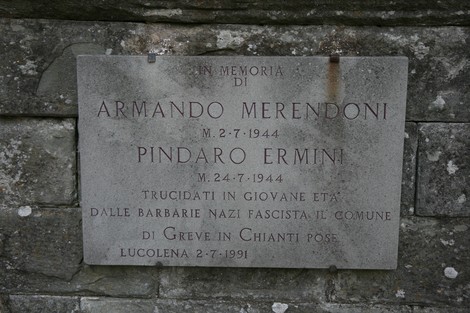 IN MEMORIA
DI
ARMANDO MERENDONI
M. 2·7·1944
PINDARO ERMINI
M. 24·7·1944
TRUCIDATI IN GIOVANE ETA'
DALLE BARBARIE NAZI FASCISTA IL COMUNE
DI GREVE IN CHIANTI POSE
LUCOLENA 2·7·1991